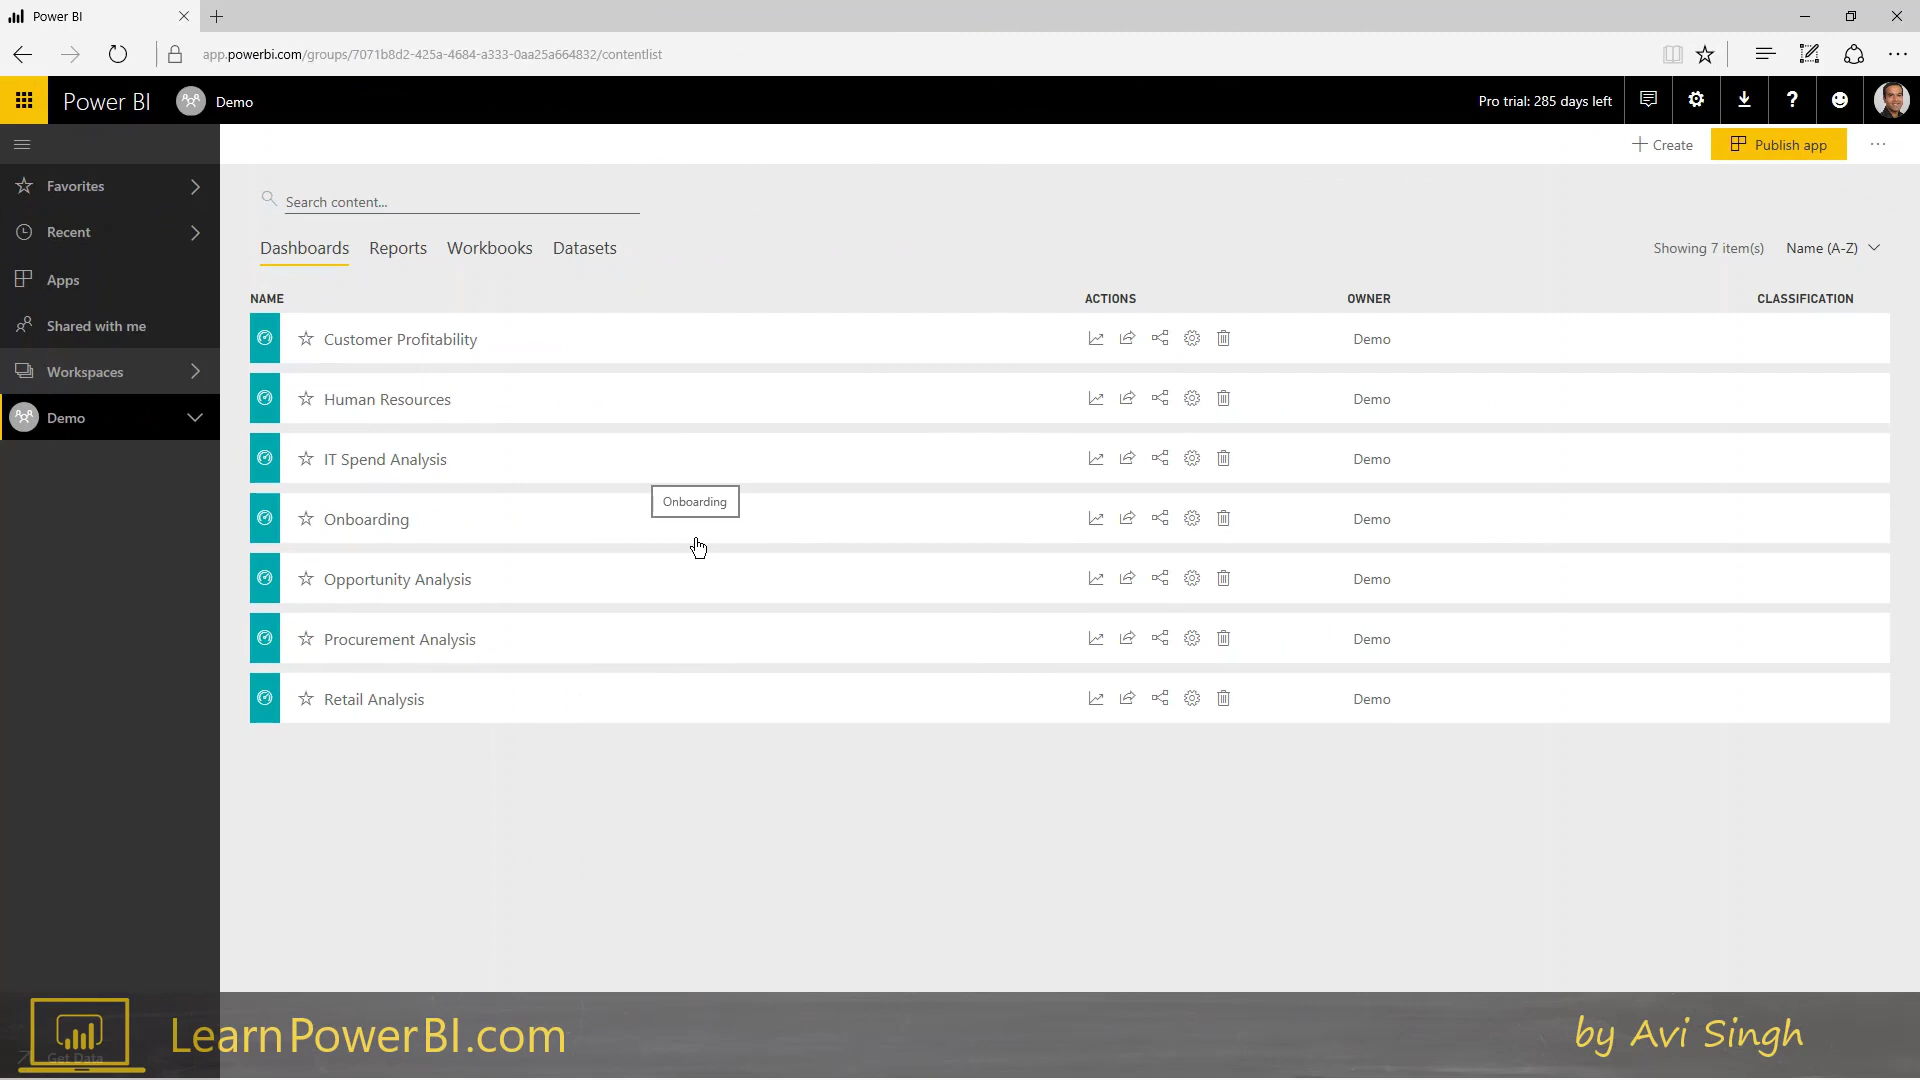 Power BI
app.powerbi.com/groups/7071b8d2-425a-4684-a333-0aa25a664832/contentlist
Power BI Demo Pro trial: 285 days left
Create Publish app
Favorites
Recent
Apps
Shared with me
Workspaces
Demo
Search content...
Dashboards Reports Workbooks Datasets Showing 7 item(s) Name (A-Z)
NAME ACTIONS OWNER CLASSIFICATION
Customer Profitability Demo
Human Resources Demo
IT Spend Analysis Demo
Onboarding
Onboarding Demo
Opportunity Analysis Demo
Procurement Analysis Demo
Retail Analysis Demo
LearnPowerBI.com by Avi Singh
Get Data